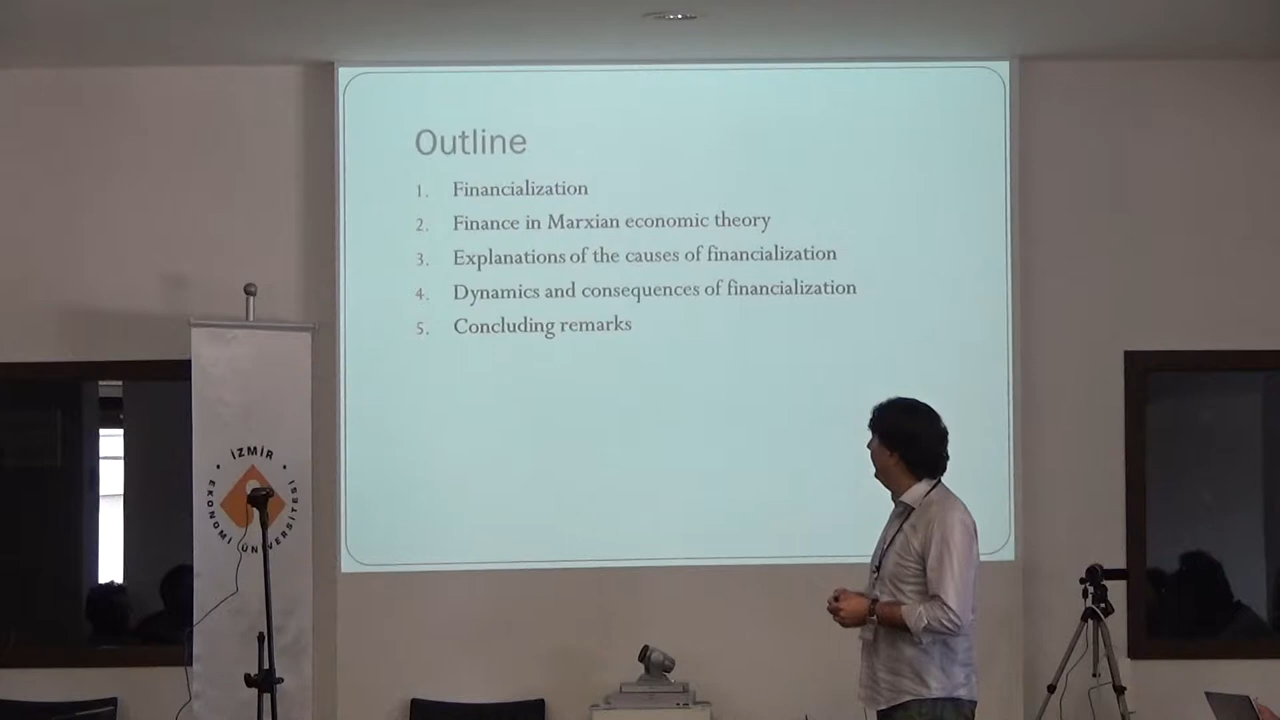 Outline
1. Financialization
2. Finance in Marxian economic theory
3. Explanations of the causes of financialization
4. Dynamics and consequences of financialization
5. Concluding remarks
İZMİR
EKONOMİ ÜNİVERSİTESİ